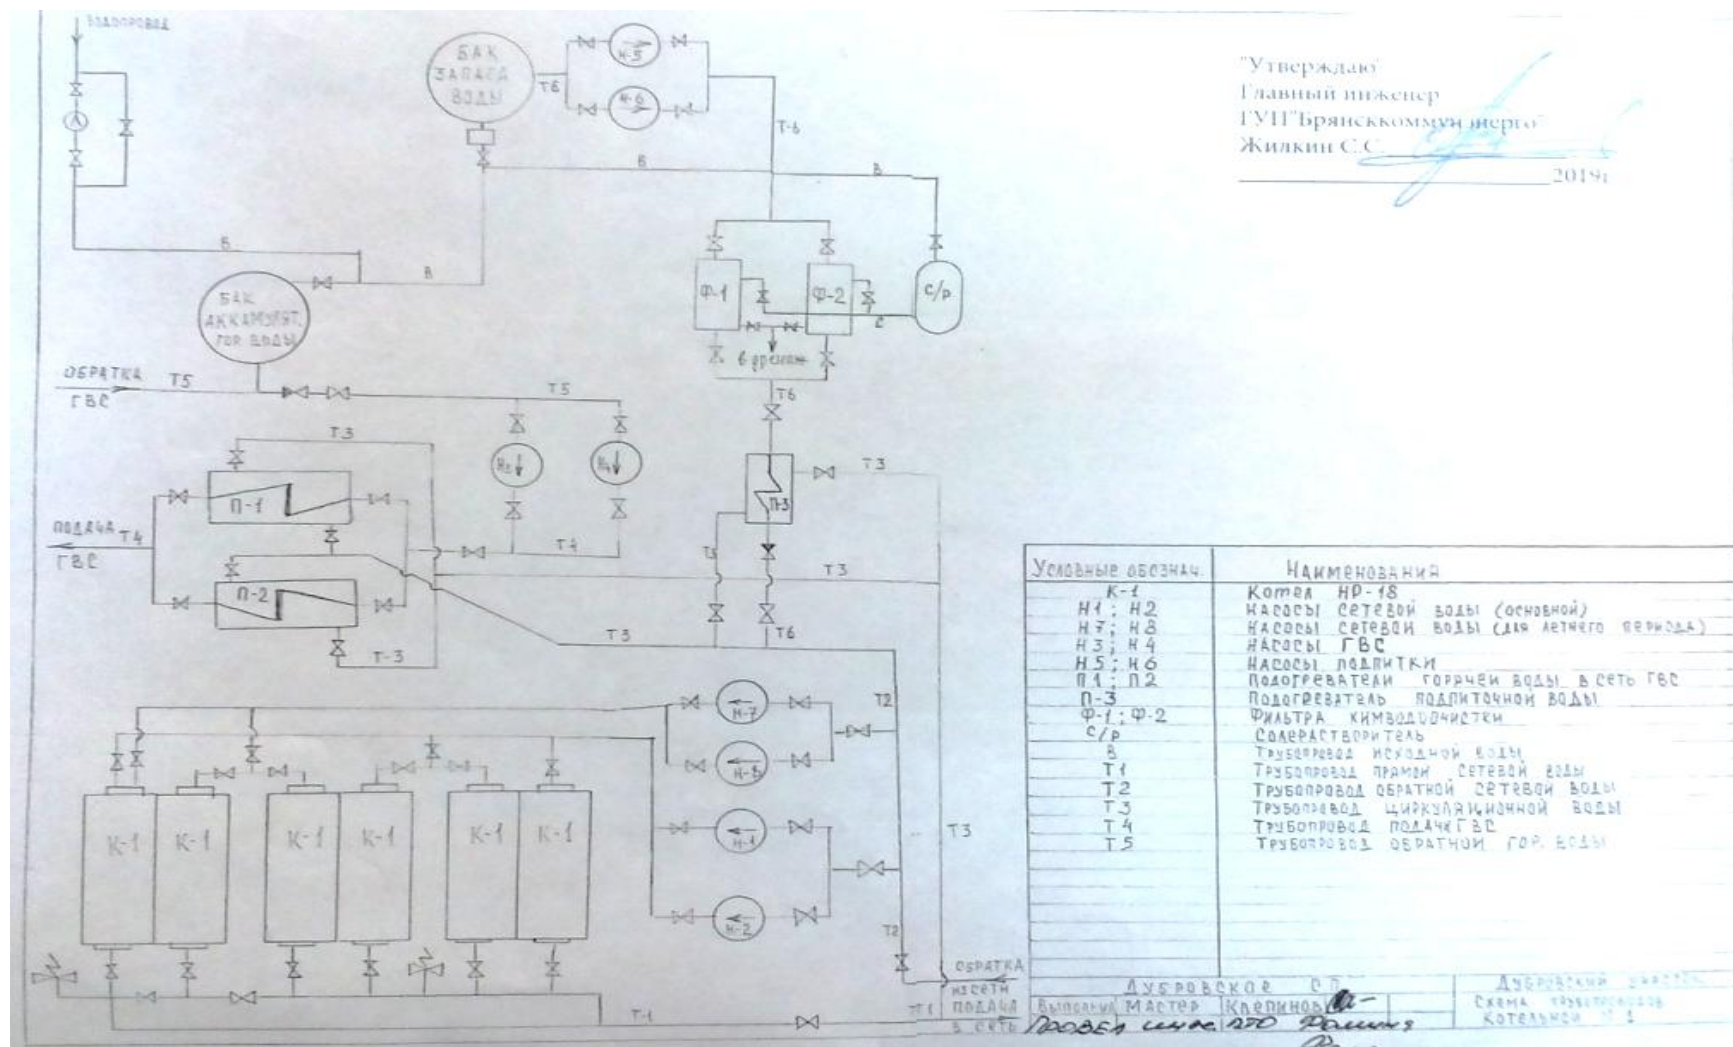 ВОДОПРОВОД
БАК
ЗАПАСА
ВОДЫ
Т6
Н-5
Н-6
Т-6
"Утверждаю"
Главный инженер
ГУП"Брянсккоммунэнерго"
Жилкин С.С.
2019г
В
В
В
В
БАК
АККАМУЛЯТ.
ГОР ВОДЫ
Ф-1
Ф-2
С/Р
С
в дренаж
ОБРАТКА
ГВС
Т5
Т5
Т6
Т3
Н3
Н4
П-1
П-3
Т3
ПОДАЧА
ГВС
Т4
Т4
Т3
Т3
П-2
Т-3
Т3
Т6
Н-7
Н-8
Н-1
Н-2
Т2
Т3
Т2
К-1
К-1
К-1
К-1
К-1
К-1
ОБРАТКА
ИЗ СЕТИ
Т1
ПОДАЧА
В СЕТЬ
Т-1
УСЛОВНЫЕ ОБОЗНАЧ. НАИМЕНОВАНИЯ
К-1 Котел НР-18
Н1; Н2 НАСОСЫ СЕТЕВОЙ ВОДЫ (ОСНОВНОЙ)
Н7; Н8 НАСОСЫ СЕТЕВОЙ ВОДЫ (ДЛЯ ЛЕТНЕГО ПЕРИОДА)
Н3; Н4 НАСОСЫ ГВС
Н5; Н6 НАСОСЫ ПОДПИТКИ
П1; П2 ПОДОГРЕВАТЕЛИ ГОРЯЧЕЙ ВОДЫ В СЕТЬ ГВС
П-3 ПОДОГРЕВАТЕЛЬ ПОДПИТОЧНОЙ ВОДЫ
Ф-1; Ф-2 ФИЛЬТРА ХИМВОДООЧИСТКИ
С/Р СОЛЕРАСТВОРИТЕЛЬ
В ТРУБОПРОВОД ИСХОДНОЙ ВОДЫ
Т1 ТРУБОПРОВОД ПРЯМОЙ СЕТЕВОЙ ВОДЫ
Т2 ТРУБОПРОВОД ОБРАТНОЙ СЕТЕВОЙ ВОДЫ
Т3 ТРУБОПРОВОД ЦИРКУЛЯЦИОННОЙ ВОДЫ
Т4 ТРУБОПРОВОД ПОДАЧИ ГВС
Т5 ТРУБОПРОВОД ОБРАТНОЙ ГОР. ВОДЫ
ДУБРОВСКОЕ СП
ДУБРОВСКИЙ УЧАСТОК
Выполнил МАСТЕР Клепинов
СХЕМА ТРУБОПРОВОДОВ
КОТЕЛЬНОЙ № 1
инж. ПТО